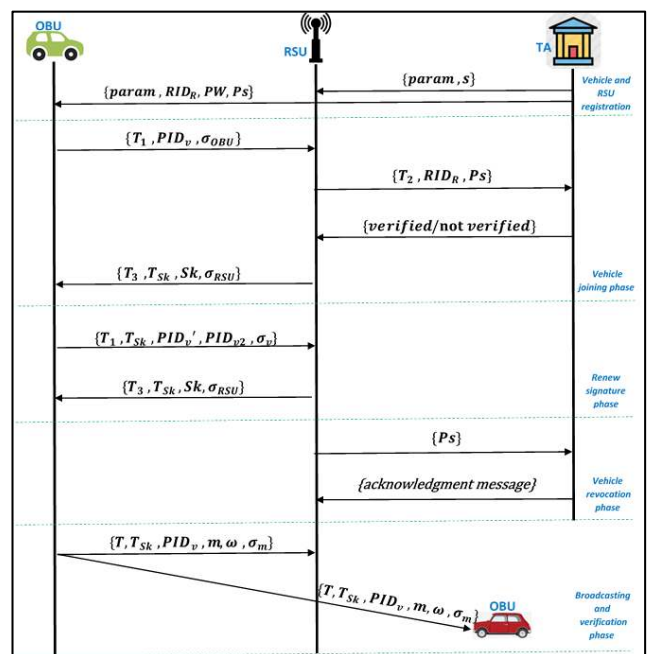 OBU
RSU
TA
{param, s}
{param, RID_R, PW, Ps}
Vehicle and
RSU
registration
{T_1, PID_v, σ_OBU}
{T_2, RID_R, Ps}
{verified/not verified}
{T_3, T_Sk, Sk, σ_RSU}
Vehicle
joining phase
{T_1, T_Sk, PID_v', PID_v2, σ_v}
{T_3, T_Sk, Sk, σ_RSU}
Renew
signature
phase
{Ps}
{acknowledgment message}
Vehicle
revocation
phase
{T, T_Sk, PID_v, m, ω, σ_m}
{T, T_Sk, PID_v, m, ω, σ_m}
OBU
Broadcasting
and
verification
phase